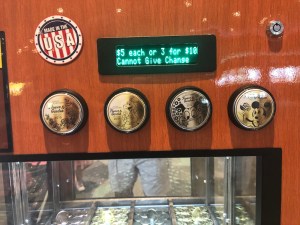 MADE IN THE
USA
$5 each or 3 for $10
Cannot Give Change